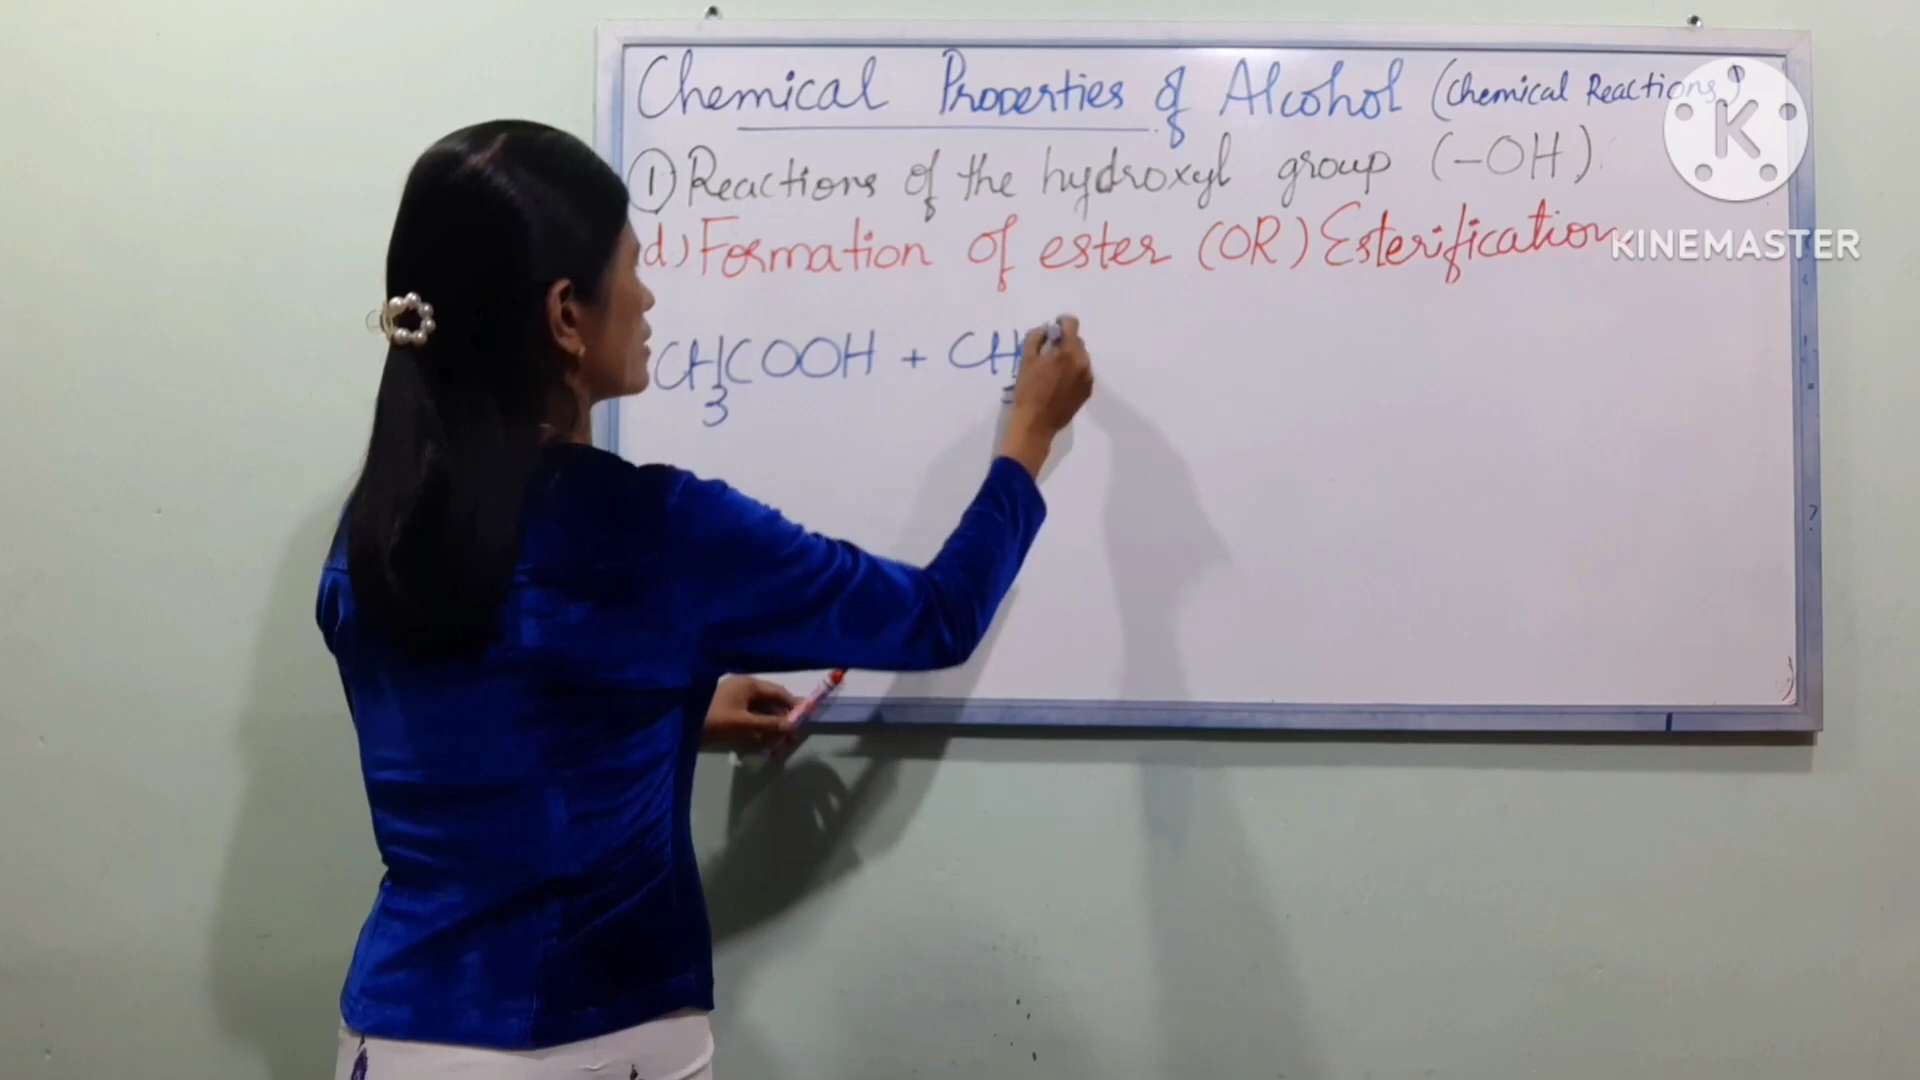 Chemical Properties of Alcohol (Chemical Reactions)
1) Reactions of the hydroxyl group (-OH)
d) Formation of ester (OR) Esterification
CH3COOH + CH
K
KINEMASTER